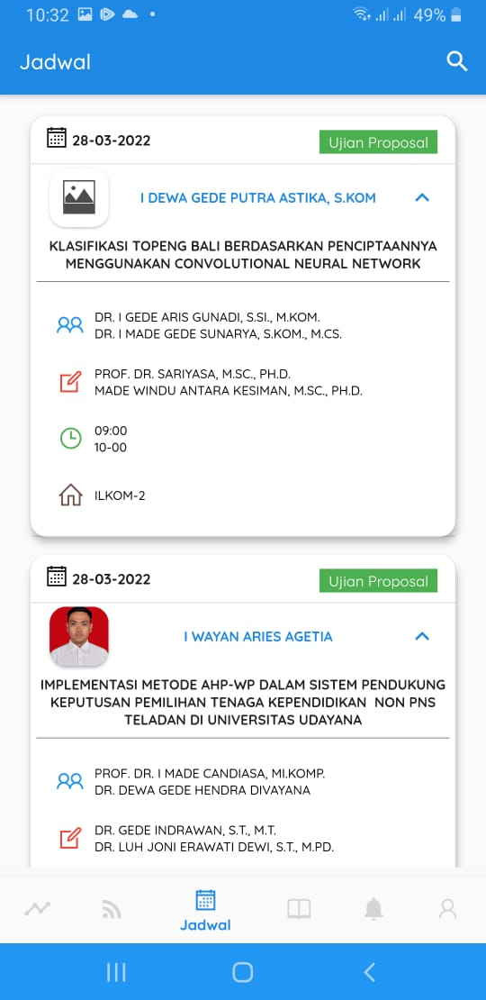 10:32
49%
Jadwal
28-03-2022
Ujian Proposal
I DEWA GEDE PUTRA ASTIKA, S.KOM
KLASIFIKASI TOPENG BALI BERDASARKAN PENCIPTAANNYA
MENGGUNAKAN CONVOLUTIONAL NEURAL NETWORK
DR. I GEDE ARIS GUNADI, S.SI., M.KOM.
DR. I MADE GEDE SUNARYA, S.KOM., M.CS.
PROF. DR. SARIYASA, M.SC., PH.D.
MADE WINDU ANTARA KESIMAN, M.SC., PH.D.
09:00
10-00
ILKOM-2
28-03-2022
Ujian Proposal
I WAYAN ARIES AGETIA
IMPLEMENTASI METODE AHP-WP DALAM SISTEM PENDUKUNG
KEPUTUSAN PEMILIHAN TENAGA KEPENDIDIKAN  NON PNS
TELADAN DI UNIVERSITAS UDAYANA
PROF. DR. I MADE CANDIASA, MI.KOMP.
DR. DEWA GEDE HENDRA DIVAYANA
DR. GEDE INDRAWAN, S.T., M.T.
DR. LUH JONI ERAWATI DEWI, S.T., M.PD.
Jadwal